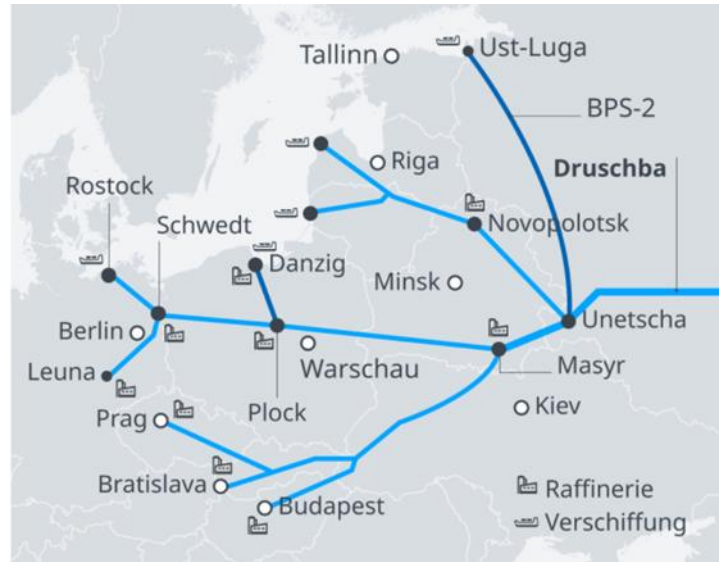 Tallinn
Ust-Luga
BPS-2
Riga
Druschba
Rostock
Schwedt
Novopolotsk
Danzig
Minsk
Berlin
Unetscha
Warschau
Leuna
Masyr
Plock
Prag
Kiev
Bratislava
Budapest
Raffinerie
Verschiffung